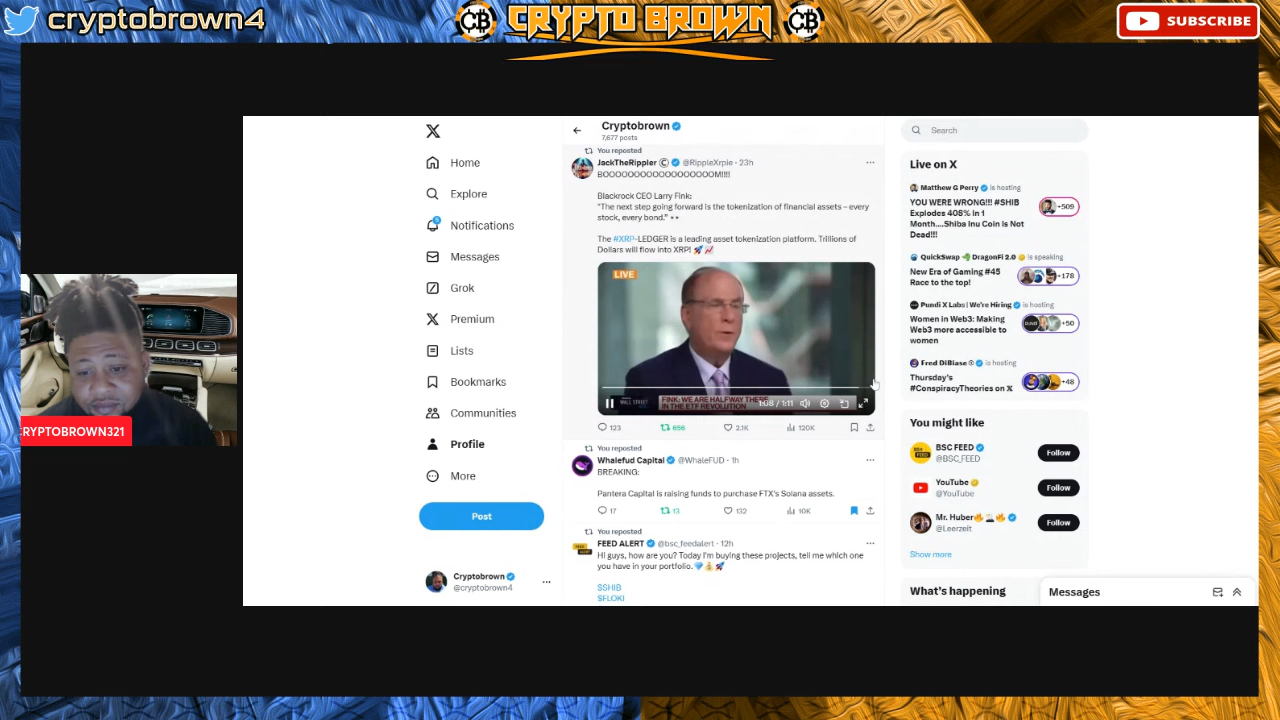 cryptobrown4
CB
CRYPTO BROWN
CB
SUBSCRIBE
CRYPTOBROWN321
Home
Explore
Notifications
Messages
Grok
Premium
Lists
Bookmarks
Communities
Profile
More
Post
Cryptobrown
@cryptobrown4
Cryptobrown
7,677 posts
You reposted
JackTheRippler © @RippleXrpie · 23h
BOOOOOOOOOOOOOOOOOOM!!!!
Blackrock CEO Larry Fink:
"The next step going forward is the tokenization of financial assets – every
stock, every bond."
The #XRP-LEDGER is a leading asset tokenization platform. Trillions of
Dollars will flow into XRP! 🚀📈
LIVE
WALL STREET
FINK: WE ARE HALFWAY THERE
IN THE ETF REVOLUTION
1:08 / 1:11
123
656
2.1K
120K
You reposted
Whalefud Capital @WhaleFUD · 1h
BREAKING:
Pantera Capital is raising funds to purchase FTX's Solana assets.
17
13
132
10K
You reposted
FEED ALERT @bsc_feedalert · 12h
Hi guys, how are you? Today I'm buying these projects, tell me which one
you have in your portfolio.💎💰🚀
$SHIB
$FLOKI
Search
Live on X
Matthew G Perry is hosting
YOU WERE WRONG!!! #SHIB
Explodes 408% In 1
Month....Shiba Inu Coin Is Not
Dead!!!
+509
QuickSwap 🐉 DragonFi 2.0 is speaking
New Era of Gaming #45
Race to the top!
+178
Pundi X Labs | We're Hiring is hosting
Women in Web3: Making
Web3 more accessible to
women
+50
Fred DiBiase ® is hosting
Thursday's
#ConspiracyTheories on X
+48
You might like
BSC FEED
@BSC_FEED
Follow
YouTube
@YouTube
Follow
Mr. Huber
@Leerzeit
Follow
Show more
What's happening
Messages